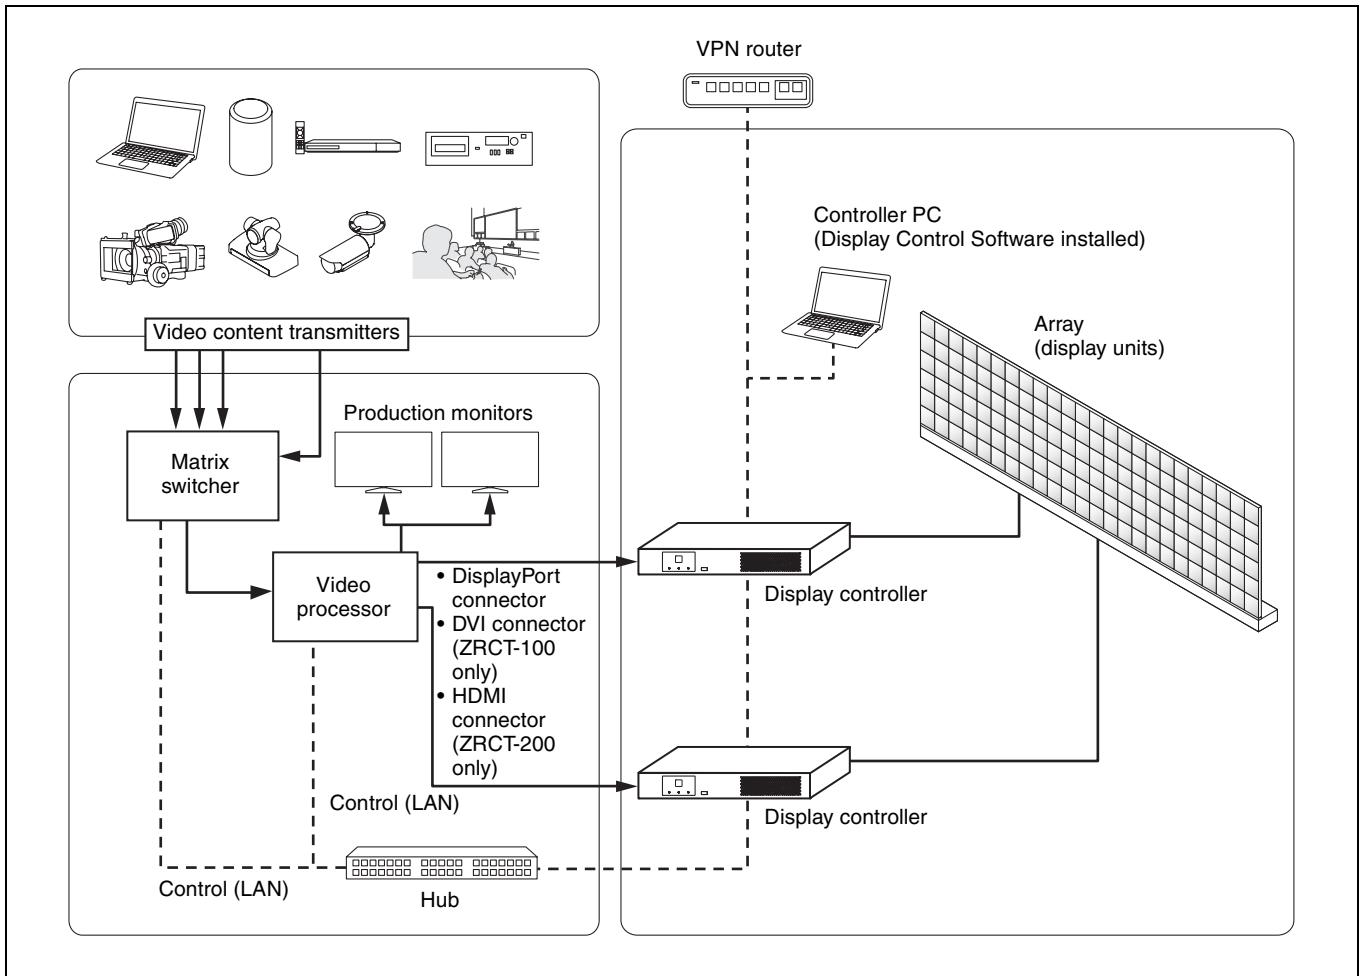 VPN router
Controller PC
(Display Control Software installed)
Array
(display units)
Video content transmitters
Production monitors
Matrix
switcher
Video
processor
• DisplayPort
connector
• DVI connector
(ZRCT-100
only)
• HDMI
connector
(ZRCT-200
only)
Display controller
Display controller
Control (LAN)
Control (LAN)
Hub